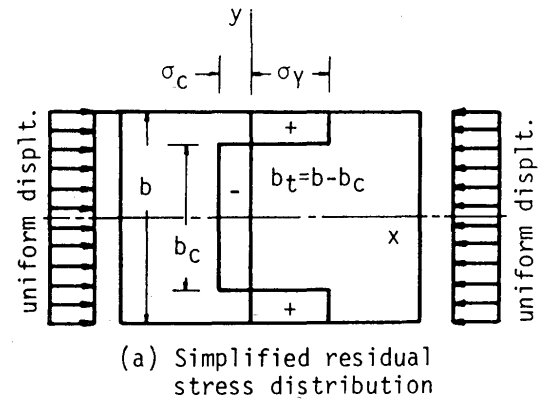 y
σc
σY
+
uniform displt.
b
-
bt=b-bc
bc
x
uniform displt.
+
(a) Simplified residual
stress distribution